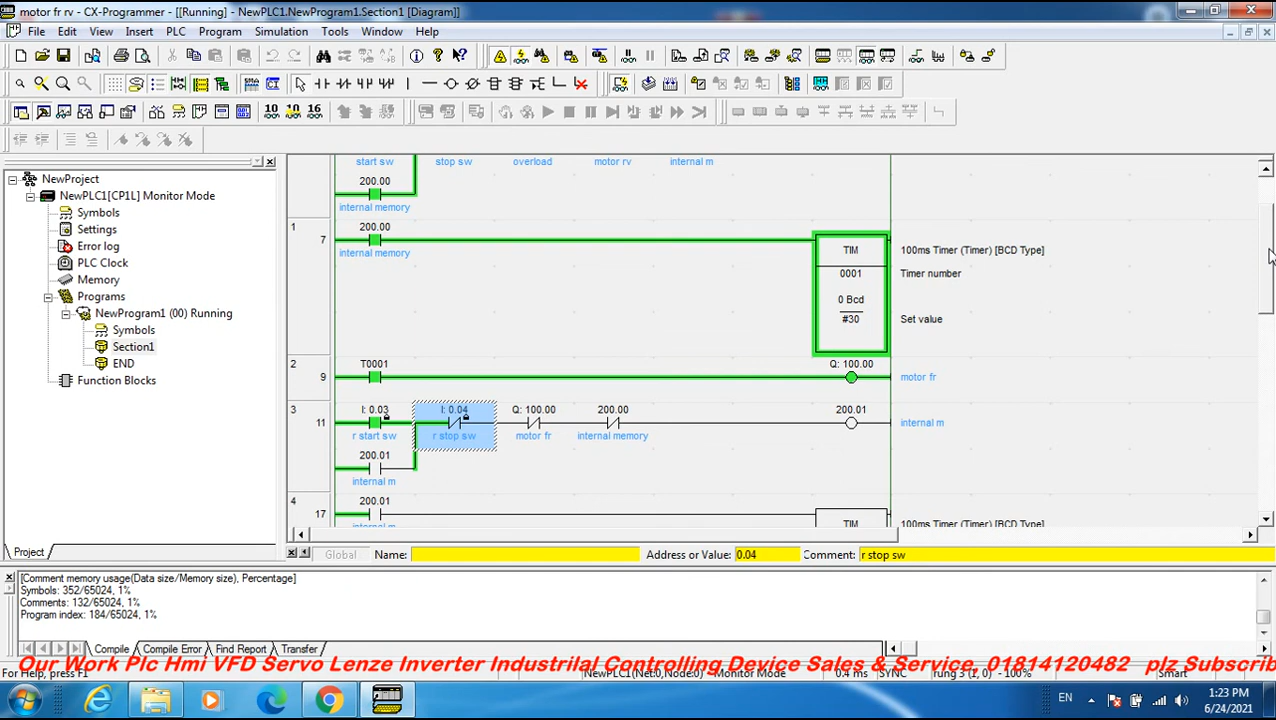 motor fr rv - CX-Programmer - [[Running] - NewPLC1.NewProgram1.Section1 [Diagram]]
File Edit View Insert PLC Program Simulation Tools Window Help
10 10 16
NewProject
NewPLC1[CP1L] Monitor Mode
Symbols
Settings
Error log
PLC Clock
Memory
Programs
NewProgram1 (00) Running
Symbols
Section1
END
Function Blocks
Project
start sw stop sw overload motor rv internal m
200.00
internal memory
1
7
200.00
internal memory
TIM
0001
0 Bcd
#30
100ms Timer (Timer) [BCD Type]
Timer number
Set value
2
9
T0001
Q: 100.00
motor fr
3
11
I: 0.03 I: 0.04 Q: 100.00 200.00 200.01
r start sw r stop sw motor fr internal memory internal m
200.01
internal m
4
17
200.01
internal m
TIM
100ms Timer (Timer) [BCD Type]
Global Name: Address or Value: 0.04 Comment: r stop sw
[Comment memory usage(Data size/Memory size), Percentage]
Symbols: 352/65024, 1%
Comments: 132/65024, 1%
Program index: 184/65024, 1%
Compile Compile Error Find Report Transfer
Our Work Plc Hmi VFD Servo Lenze Inverter Industrilal Controlling Device Sales & Service, 01814120482 plz Subscrib
For Help, press F1 NewPLC1(Net:0,Node:0) - Monitor Mode 0.4 ms SYNC rung 3 (1, 0) - 100% Smart
EN
1:23 PM
6/24/2021